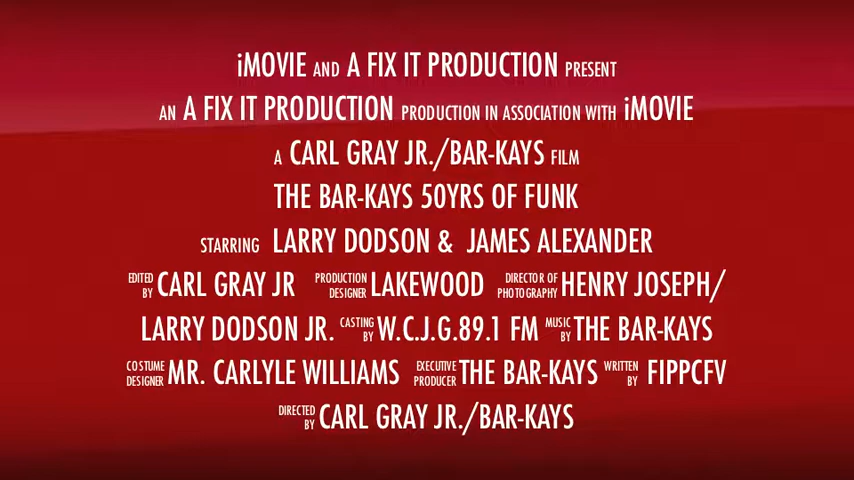 iMOVIE AND A FIX IT PRODUCTION PRESENT
AN A FIX IT PRODUCTION PRODUCTION IN ASSOCIATION WITH iMOVIE
A CARL GRAY JR./BAR-KAYS FILM
THE BAR-KAYS 50YRS OF FUNK
STARRING LARRY DODSON & JAMES ALEXANDER
EDITED BY CARL GRAY JR PRODUCTION DESIGNER LAKEWOOD DIRECTOR OF PHOTOGRAPHY HENRY JOSEPH/
LARRY DODSON JR. CASTING BY W.C.J.G.89.1 FM MUSIC BY THE BAR-KAYS
COSTUME DESIGNER MR. CARLYLE WILLIAMS EXECUTIVE PRODUCER THE BAR-KAYS WRITTEN BY FIPPCFV
DIRECTED BY CARL GRAY JR./BAR-KAYS